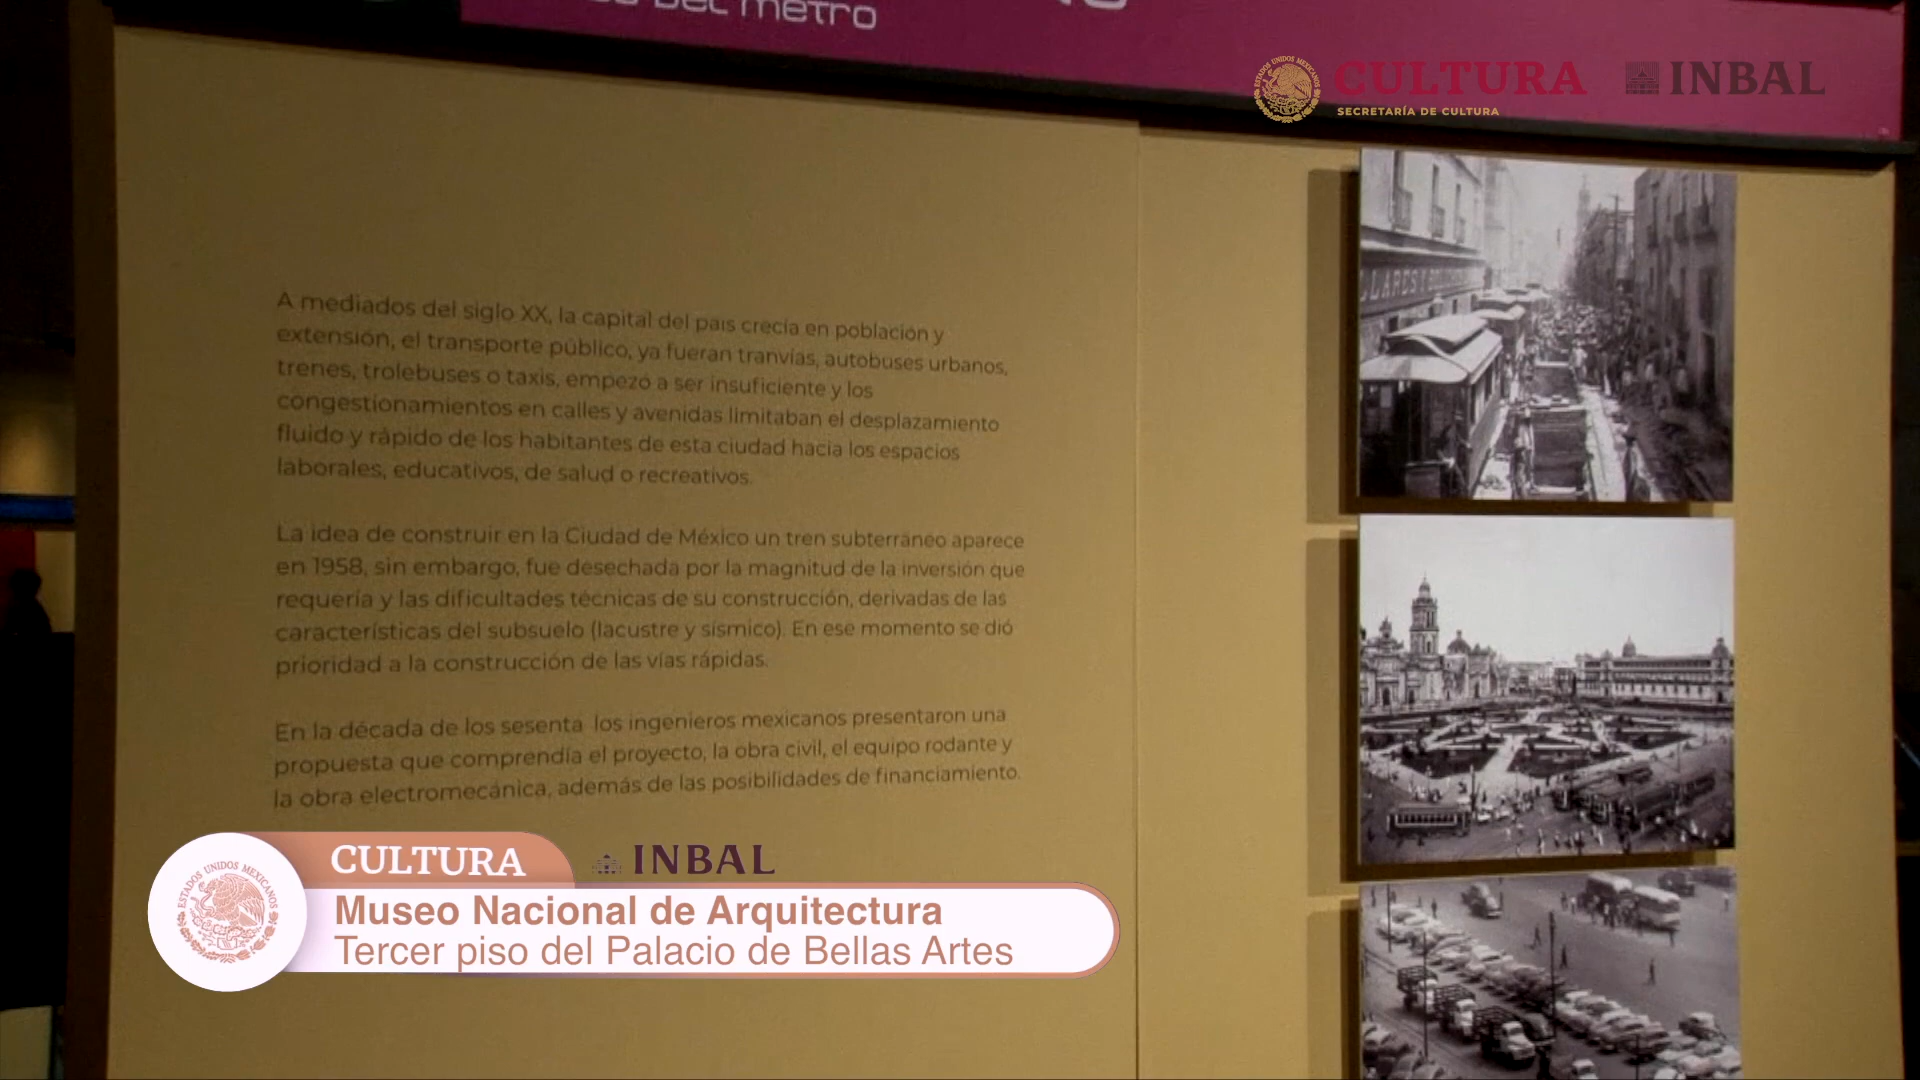 DEL METRO
ESTADOS UNIDOS MEXICANOS
CULTURA
SECRETARÍA DE CULTURA
INBAL
A mediados del siglo XX, la capital del país crecía en población y
extensión, el transporte público, ya fueran tranvías, autobuses urbanos,
trenes, trolebuses o taxis, empezó a ser insuficiente y los
congestionamientos en calles y avenidas limitaban el desplazamiento
fluido y rápido de los habitantes de esta ciudad hacia los espacios
laborales, educativos, de salud o recreativos.
La idea de construir en la Ciudad de México un tren subterráneo aparece
en 1958, sin embargo, fue desechada por la magnitud de la inversión que
requería y las dificultades técnicas de su construcción, derivadas de las
características del subsuelo (lacustre y sísmico). En ese momento se dió
prioridad a la construcción de las vías rápidas.
En la década de los sesenta los ingenieros mexicanos presentaron una
propuesta que comprendía el proyecto, la obra civil, el equipo rodante y
la obra electromecánica, además de las posibilidades de financiamiento.
ESTADOS UNIDOS MEXICANOS
CULTURA
INBAL
Museo Nacional de Arquitectura
Tercer piso del Palacio de Bellas Artes